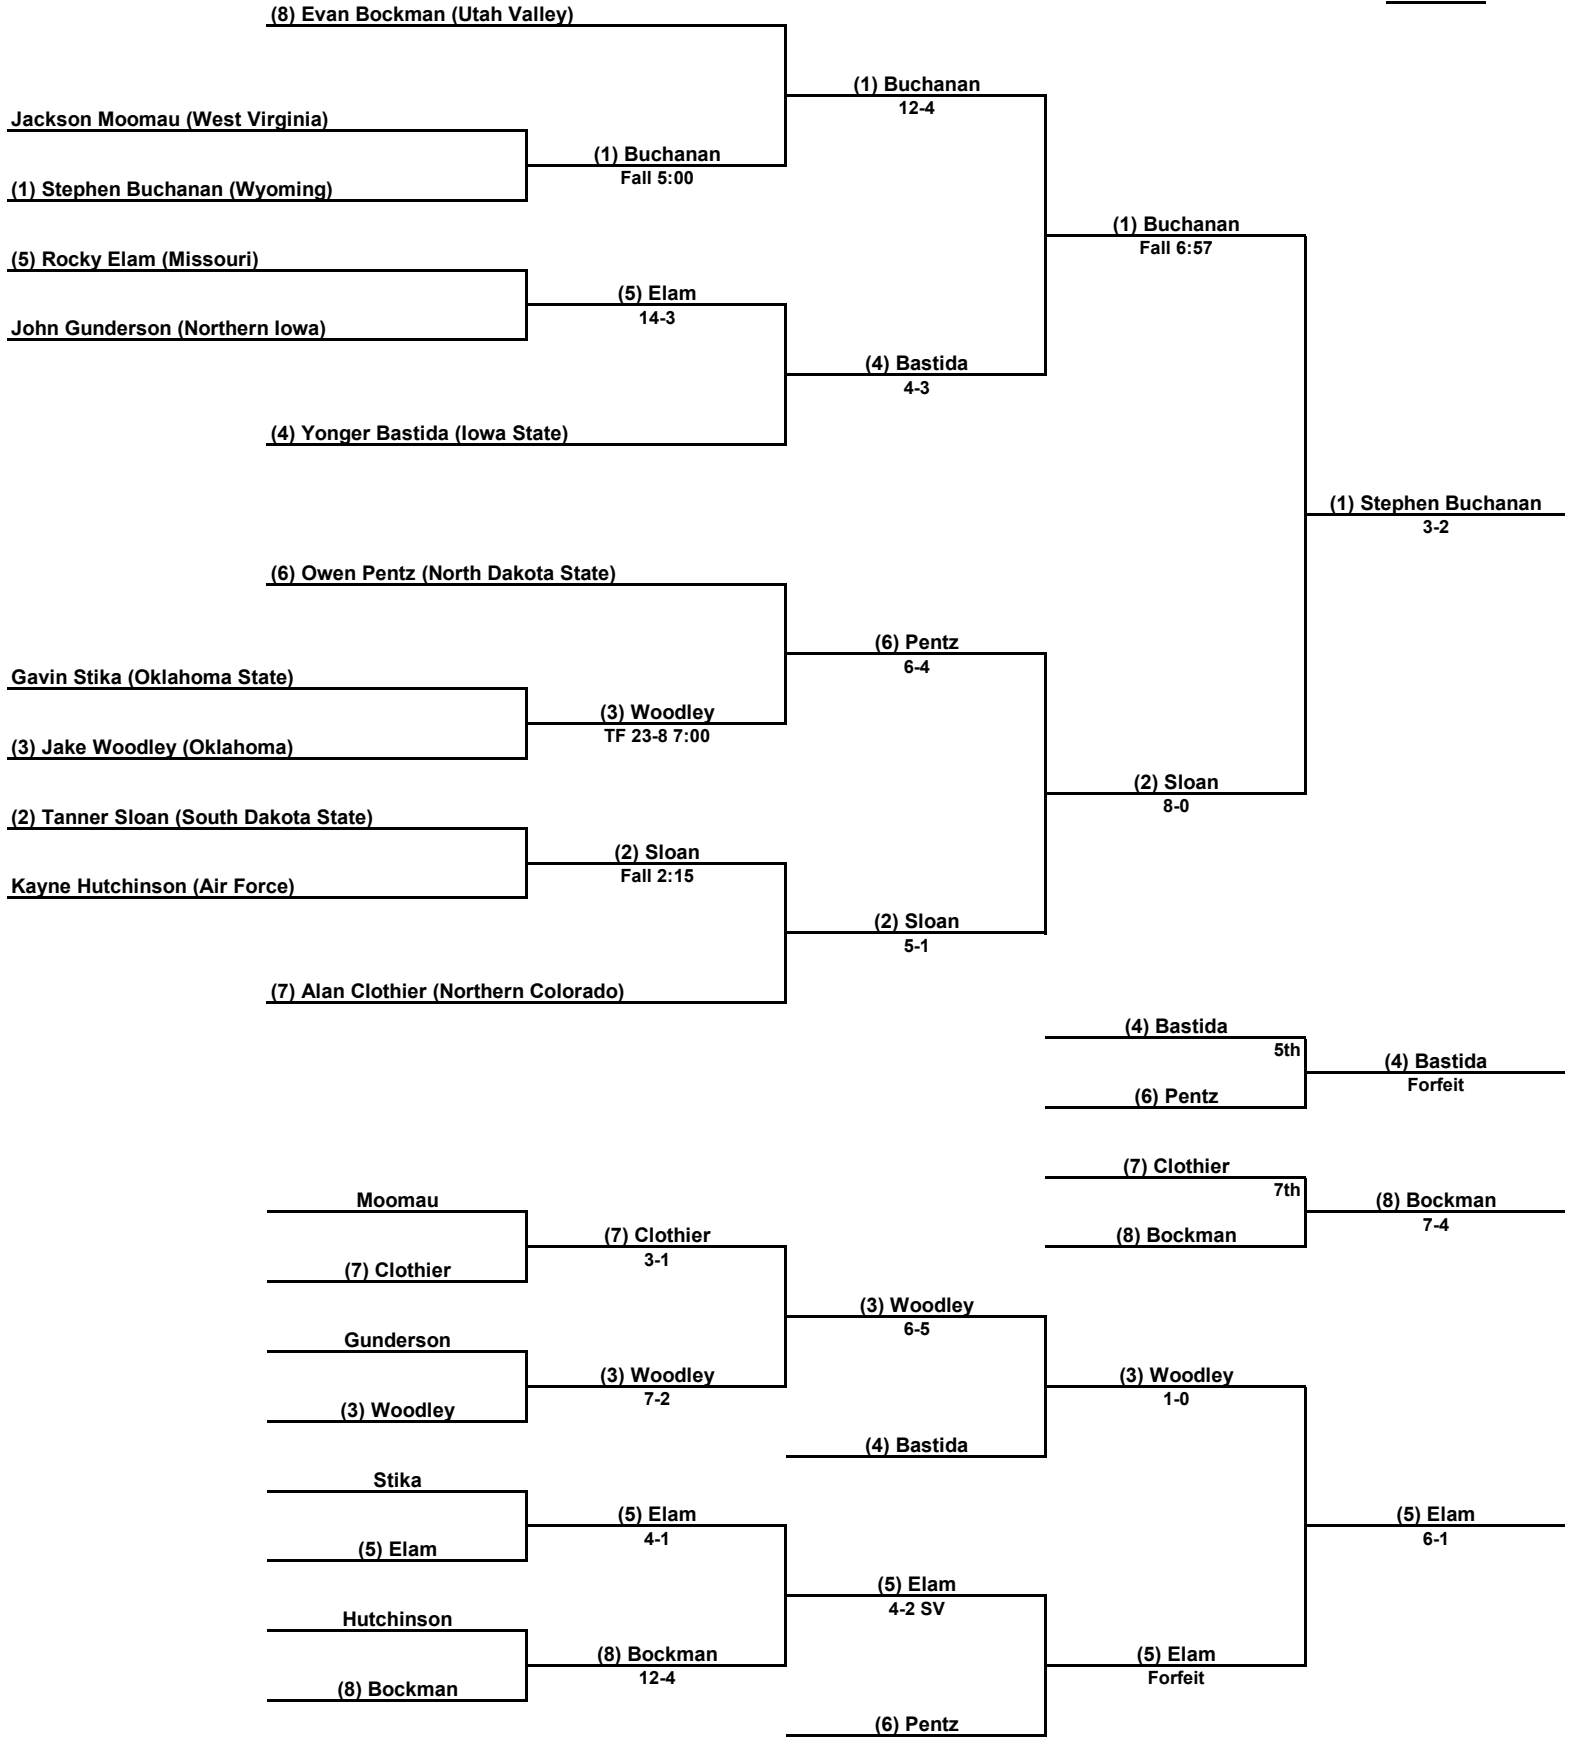 (8) Evan Bockman (Utah Valley)
(1) Buchanan
12-4
Jackson Moomau (West Virginia)
(1) Buchanan
Fall 5:00
(1) Stephen Buchanan (Wyoming)
(1) Buchanan
Fall 6:57
(5) Rocky Elam (Missouri)
(5) Elam
14-3
John Gunderson (Northern Iowa)
(4) Bastida
4-3
(4) Yonger Bastida (Iowa State)
(1) Stephen Buchanan
3-2
(6) Owen Pentz (North Dakota State)
(6) Pentz
6-4
Gavin Stika (Oklahoma State)
(3) Woodley
TF 23-8 7:00
(3) Jake Woodley (Oklahoma)
(2) Sloan
8-0
(2) Tanner Sloan (South Dakota State)
(2) Sloan
Fall 2:15
Kayne Hutchinson (Air Force)
(2) Sloan
5-1
(7) Alan Clothier (Northern Colorado)
(4) Bastida
5th
(4) Bastida
Forfeit
(6) Pentz
(7) Clothier
7th
(8) Bockman
7-4
(8) Bockman
Moomau
(7) Clothier
3-1
(7) Clothier
(3) Woodley
6-5
Gunderson
(3) Woodley
7-2
(3) Woodley
(3) Woodley
1-0
(4) Bastida
Stika
(5) Elam
4-1
(5) Elam
(5) Elam
6-1
(5) Elam
4-2 SV
Hutchinson
(8) Bockman
12-4
(8) Bockman
(5) Elam
Forfeit
(6) Pentz